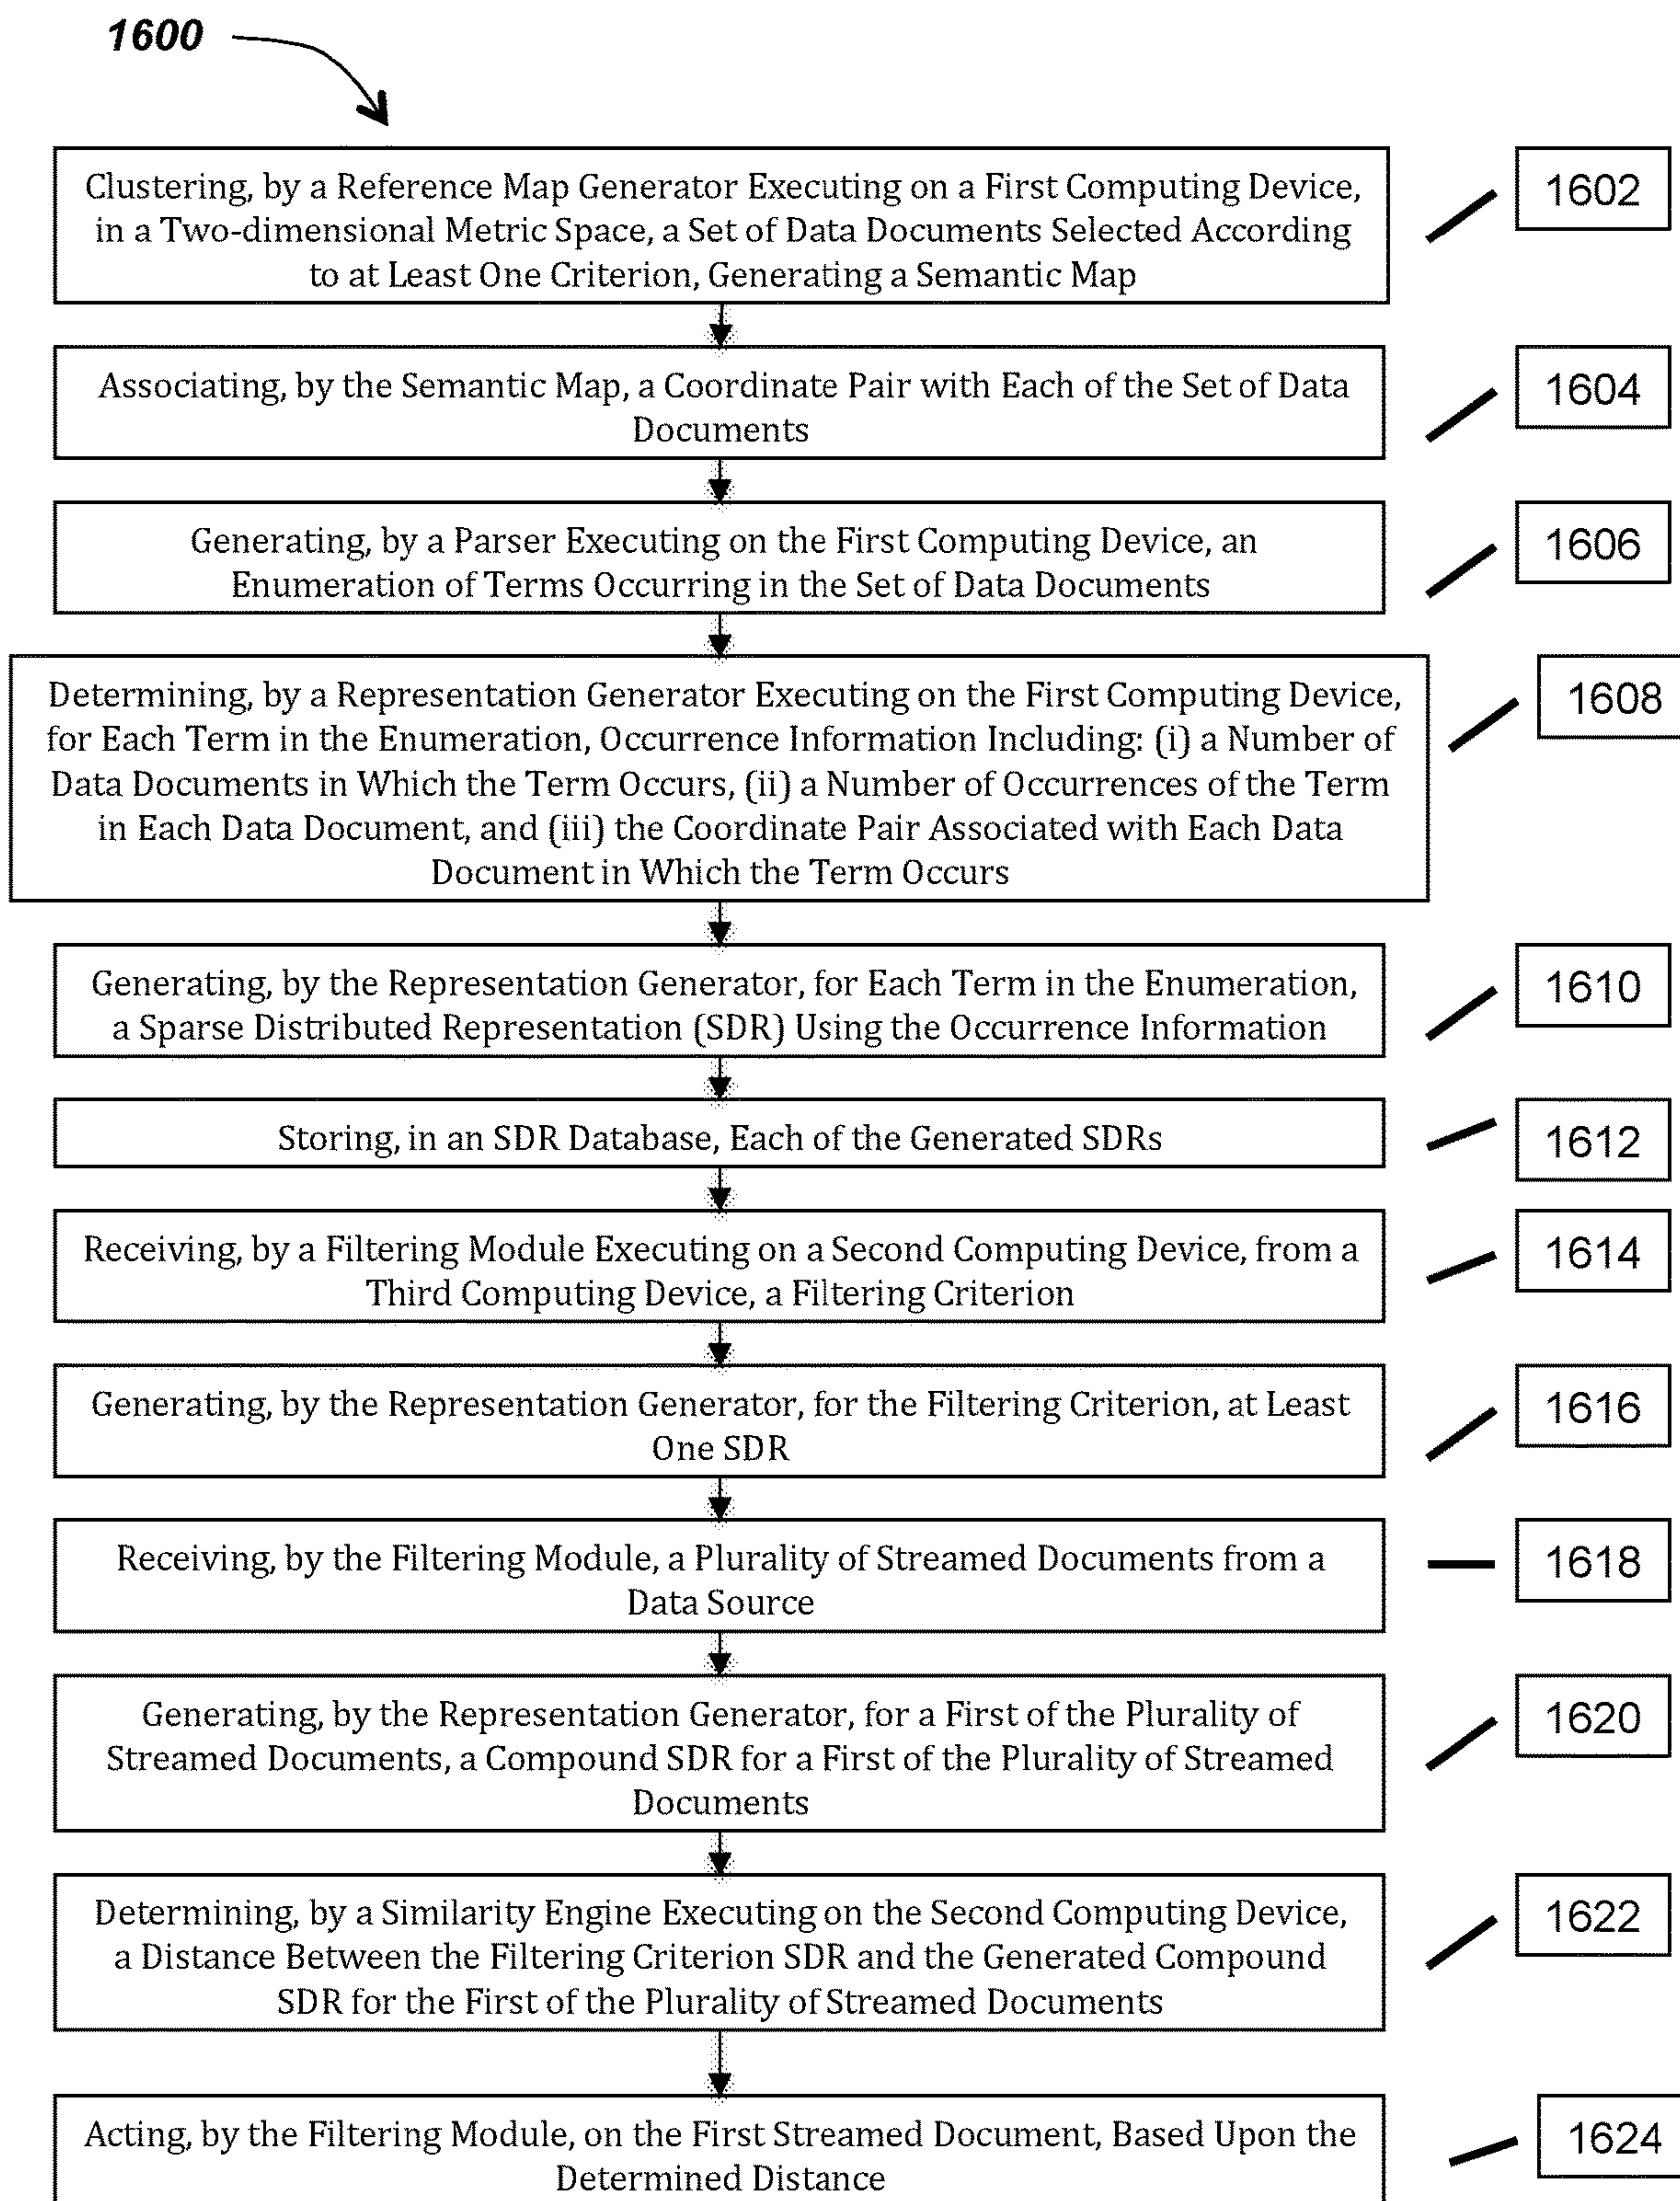 1600
Clustering, by a Reference Map Generator Executing on a First Computing Device,
in a Two-dimensional Metric Space, a Set of Data Documents Selected According
to at Least One Criterion, Generating a Semantic Map
1602
Associating, by the Semantic Map, a Coordinate Pair with Each of the Set of Data
Documents
1604
Generating, by a Parser Executing on the First Computing Device, an
Enumeration of Terms Occurring in the Set of Data Documents
1606
Determining, by a Representation Generator Executing on the First Computing Device,
for Each Term in the Enumeration, Occurrence Information Including: (i) a Number of
Data Documents in Which the Term Occurs, (ii) a Number of Occurrences of the Term
in Each Data Document, and (iii) the Coordinate Pair Associated with Each Data
Document in Which the Term Occurs
1608
Generating, by the Representation Generator, for Each Term in the Enumeration,
a Sparse Distributed Representation (SDR) Using the Occurrence Information
1610
Storing, in an SDR Database, Each of the Generated SDRs
1612
Receiving, by a Filtering Module Executing on a Second Computing Device, from a
Third Computing Device, a Filtering Criterion
1614
Generating, by the Representation Generator, for the Filtering Criterion, at Least
One SDR
1616
Receiving, by the Filtering Module, a Plurality of Streamed Documents from a
Data Source
1618
Generating, by the Representation Generator, for a First of the Plurality of
Streamed Documents, a Compound SDR for a First of the Plurality of Streamed
Documents
1620
Determining, by a Similarity Engine Executing on the Second Computing Device,
a Distance Between the Filtering Criterion SDR and the Generated Compound
SDR for the First of the Plurality of Streamed Documents
1622
Acting, by the Filtering Module, on the First Streamed Document, Based Upon the
Determined Distance
1624